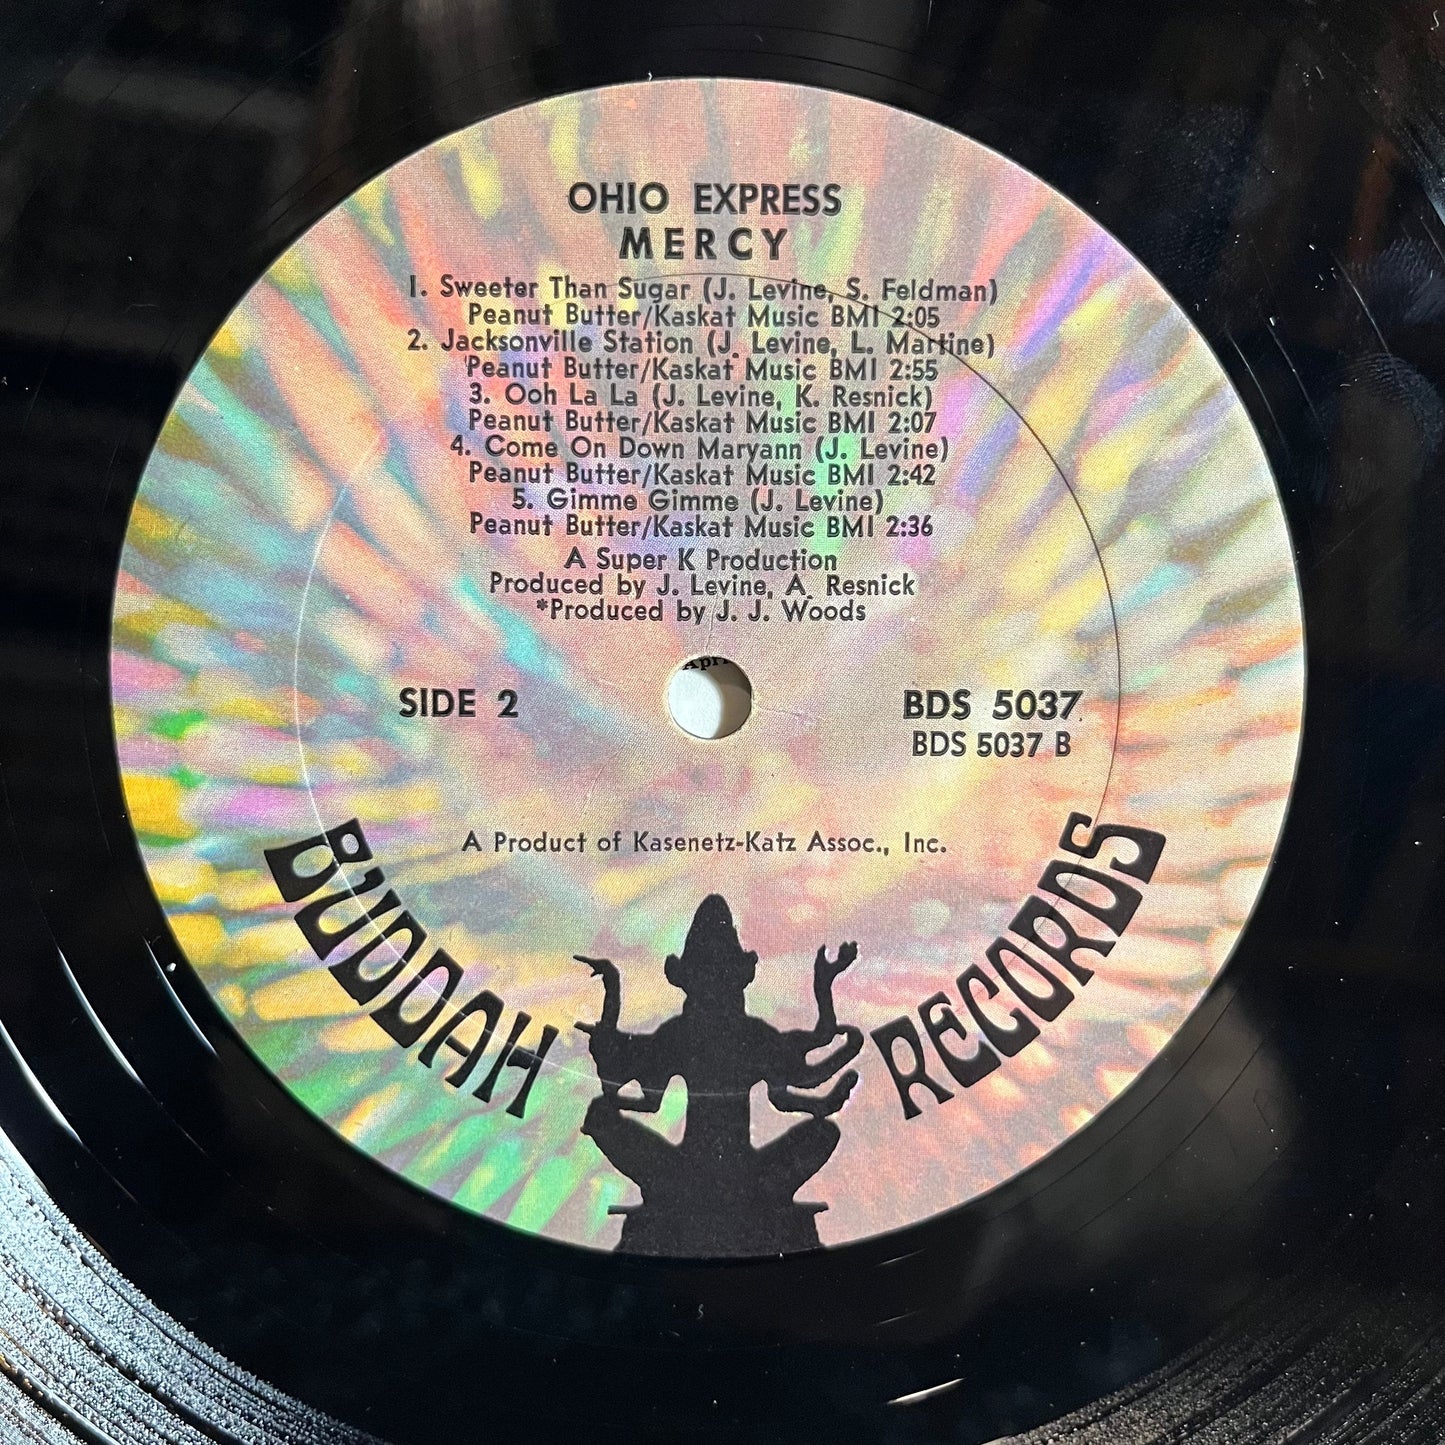 OHIO EXPRESS
MERCY
1. Sweeter Than Sugar (J. Levine, S. Feldman)
Peanut Butter/Kaskat Music BMI 2:05
2. Jacksonville Station (J. Levine, L. Martine)
Peanut Butter/Kaskat Music BMI 2:55
3. Ooh La La (J. Levine, K. Resnick)
Peanut Butter/Kaskat Music BMI 2:07
4. Come On Down Maryann (J. Levine)
Peanut Butter/Kaskat Music BMI 2:42
5. Gimme Gimme (J. Levine)
Peanut Butter/Kaskat Music BMI 2:36
A Super K Production
Produced by J. Levine, A. Resnick
*Produced by J. J. Woods
SIDE 2
BDS 5037
BDS 5037 B
A Product of Kasenetz-Katz Assoc., Inc.
BUDDAH RECORDS